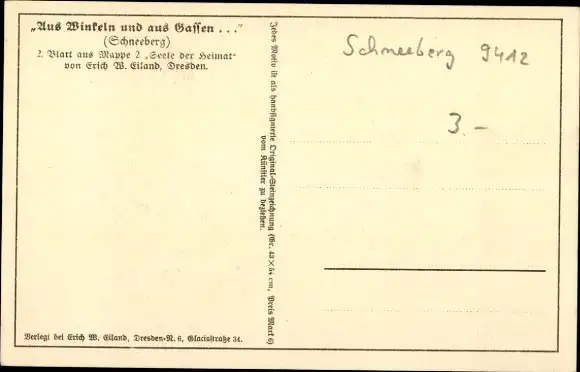 „Aus Winkeln und aus Gassen . . .“
(Schneeberg)
2. Blatt aus Mappe 2 „Seele der Heimat“
von Erich W. Eiland, Dresden.
Verlegt bei Erich W. Eiland, Dresden-N. 6, Glacisstraße 34.
Jedes Motiv ist als handsignierte Original-Steinzeichnung (Gr. 43×54 cm, Preis Mark 6)
vom Künstler zu beziehen.
Schneeberg 9412
3.-